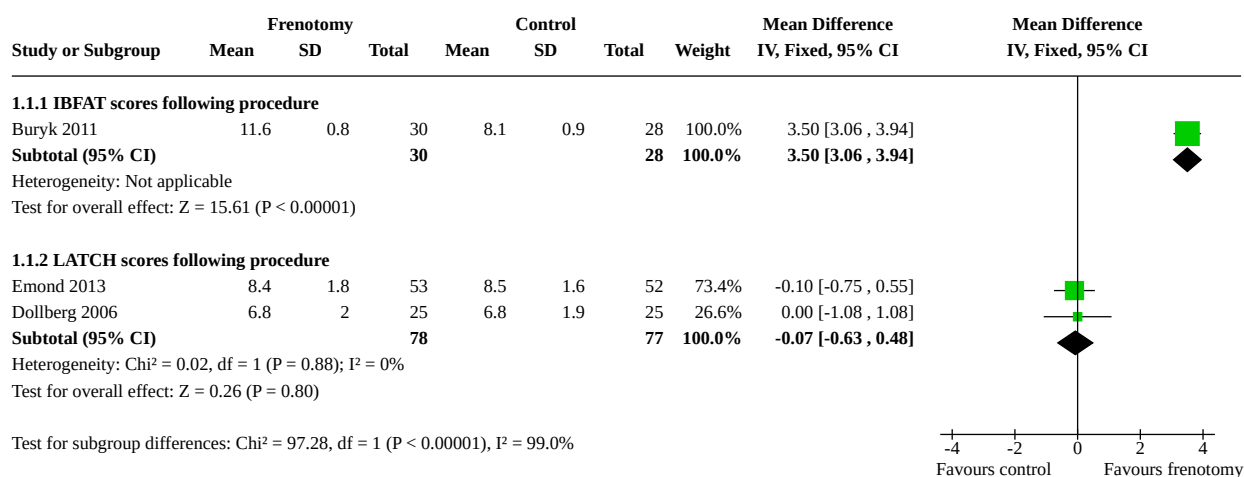 Frenotomy Control Mean Difference Mean Difference
Study or Subgroup Mean SD Total Mean SD Total Weight IV, Fixed, 95% CI IV, Fixed, 95% CI
1.1.1 IBFAT scores following procedure
Buryk 2011 11.6 0.8 30 8.1 0.9 28 100.0% 3.50 [3.06 , 3.94]
Subtotal (95% CI) 30 28 100.0% 3.50 [3.06 , 3.94]
Heterogeneity: Not applicable
Test for overall effect: Z = 15.61 (P < 0.00001)
1.1.2 LATCH scores following procedure
Emond 2013 8.4 1.8 53 8.5 1.6 52 73.4% -0.10 [-0.75 , 0.55]
Dollberg 2006 6.8 2 25 6.8 1.9 25 26.6% 0.00 [-1.08 , 1.08]
Subtotal (95% CI) 78 77 100.0% -0.07 [-0.63 , 0.48]
Heterogeneity: Chi² = 0.02, df = 1 (P = 0.88); I² = 0%
Test for overall effect: Z = 0.26 (P = 0.80)
Test for subgroup differences: Chi² = 97.28, df = 1 (P < 0.00001), I² = 99.0%
-4 -2 0 2 4
Favours control Favours frenotomy